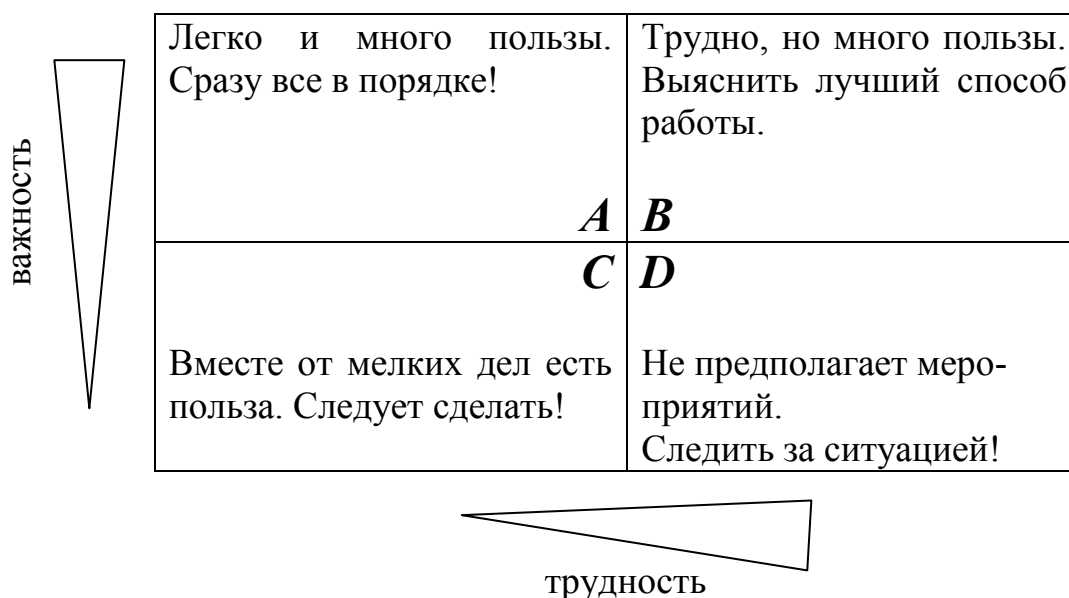 важность
Легко и много пользы.
Сразу все в порядке!
A
Трудно, но много пользы.
Выяснить лучший способ
работы.
B
C
Вместе от мелких дел есть
польза. Следует сделать!
D
Не предполагает меро-
приятий.
Следить за ситуацией!
трудность